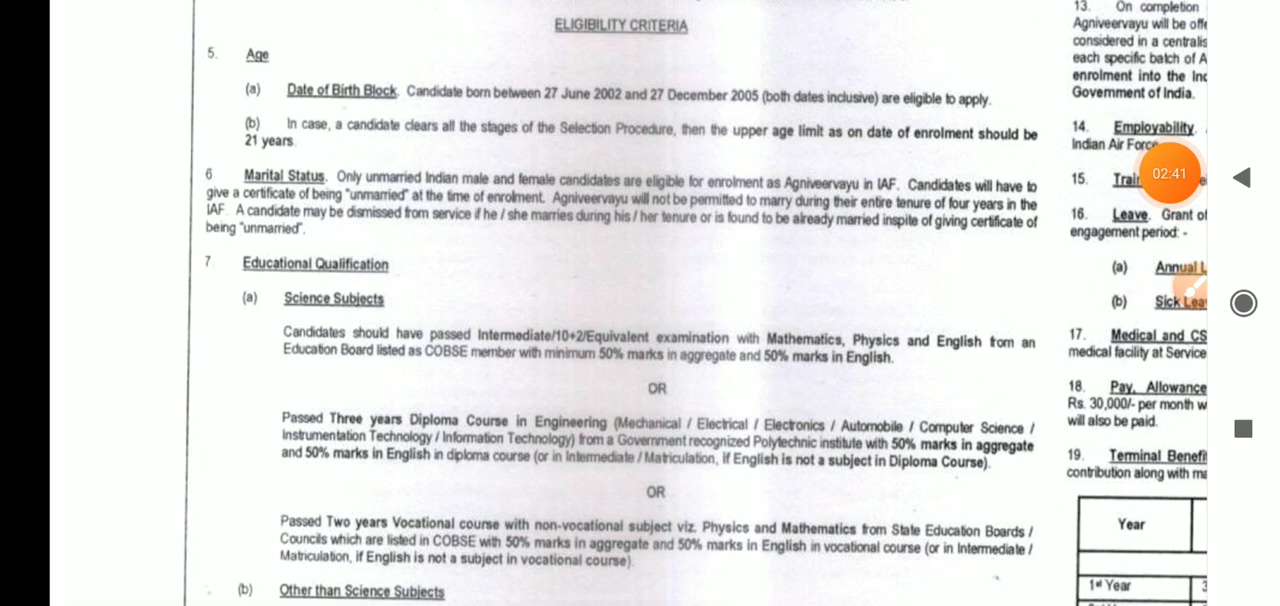 ELIGIBILITY CRITERIA
5. Age
(a) Date of Birth Block. Candidate born between 27 June 2002 and 27 December 2005 (both dates inclusive) are eligible to apply.
(b) In case, a candidate clears all the stages of the Selection Procedure, then the upper age limit as on date of enrolment should be
21 years.
6 Marital Status. Only unmarried Indian male and female candidates are eligible for enrolment as Agniveervayu in IAF. Candidates will have to
give a certificate of being "unmarried" at the time of enrolment. Agniveervayu will not be permitted to marry during their entire tenure of four years in the
IAF. A candidate may be dismissed from service if he / she marries during his / her tenure or is found to be already married inspite of giving certificate of
being "unmarried".
7. Educational Qualification
(a) Science Subjects
Candidates should have passed Intermediate/10+2/Equivalent examination with Mathematics, Physics and English from an
Education Board listed as COBSE member with minimum 50% marks in aggregate and 50% marks in English.
OR
Passed Three years Diploma Course in Engineering (Mechanical / Electrical / Electronics / Automobile / Computer Science /
Instrumentation Technology / Information Technology) from a Government recognized Polytechnic institute with 50% marks in aggregate
and 50% marks in English in diploma course (or in Intermediate / Matriculation, if English is not a subject in Diploma Course).
OR
Passed Two years Vocational course with non-vocational subject viz. Physics and Mathematics from State Education Boards /
Councils which are listed in COBSE with 50% marks in aggregate and 50% marks in English in vocational course (or in Intermediate /
Matriculation, if English is not a subject in vocational course).
(b) Other than Science Subjects
13. On completion
Agniveervayu will be offe
considered in a centralis
each specific batch of A
enrolment into the Ind
Government of India.
14. Employability.
Indian Air Force
02:41
15. Trai
16. Leave. Grant of
engagement period: -
(a) Annual L
(b) Sick Lea
17. Medical and CS
medical facility at Service
18. Pay, Allowance
Rs. 30,000/- per month w
will also be paid.
19. Terminal Benefi
contribution along with ma
Year
1st Year